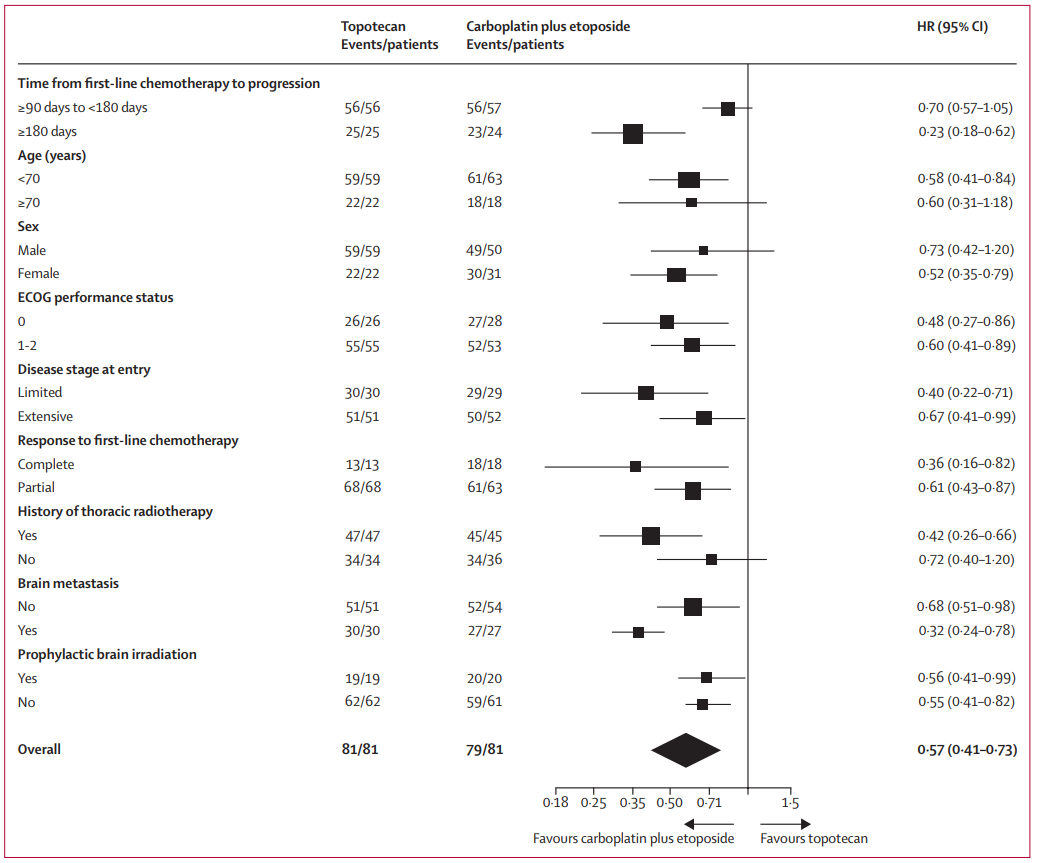 Topotecan Carboplatin plus etoposide HR (95% CI)
Events/patients Events/patients
Time from first-line chemotherapy to progression
≥90 days to <180 days 56/56 56/57 0·70 (0·57–1·05)
≥180 days 25/25 23/24 0·23 (0·18–0·62)
Age (years)
<70 59/59 61/63 0·58 (0·41–0·84)
≥70 22/22 18/18 0·60 (0·31–1·18)
Sex
Male 59/59 49/50 0·73 (0·42–1·20)
Female 22/22 30/31 0·52 (0·35-0·79)
ECOG performance status
0 26/26 27/28 0·48 (0·27–0·86)
1-2 55/55 52/53 0·60 (0·41–0·89)
Disease stage at entry
Limited 30/30 29/29 0·40 (0·22–0·71)
Extensive 51/51 50/52 0·67 (0·41–0·99)
Response to first-line chemotherapy
Complete 13/13 18/18 0·36 (0·16–0·82)
Partial 68/68 61/63 0·61 (0·43–0·87)
History of thoracic radiotherapy
Yes 47/47 45/45 0·42 (0·26–0·66)
No 34/34 34/36 0·72 (0·40–1·20)
Brain metastasis
No 51/51 52/54 0·68 (0·51–0·98)
Yes 30/30 27/27 0·32 (0·24–0·78)
Prophylactic brain irradiation
Yes 19/19 20/20 0·56 (0·41–0·99)
No 62/62 59/61 0·55 (0·41–0·82)
Overall 81/81 79/81 0·57 (0·41–0·73)
0·18 0·25 0·35 0·50 0·71 1·5
Favours carboplatin plus etoposide Favours topotecan